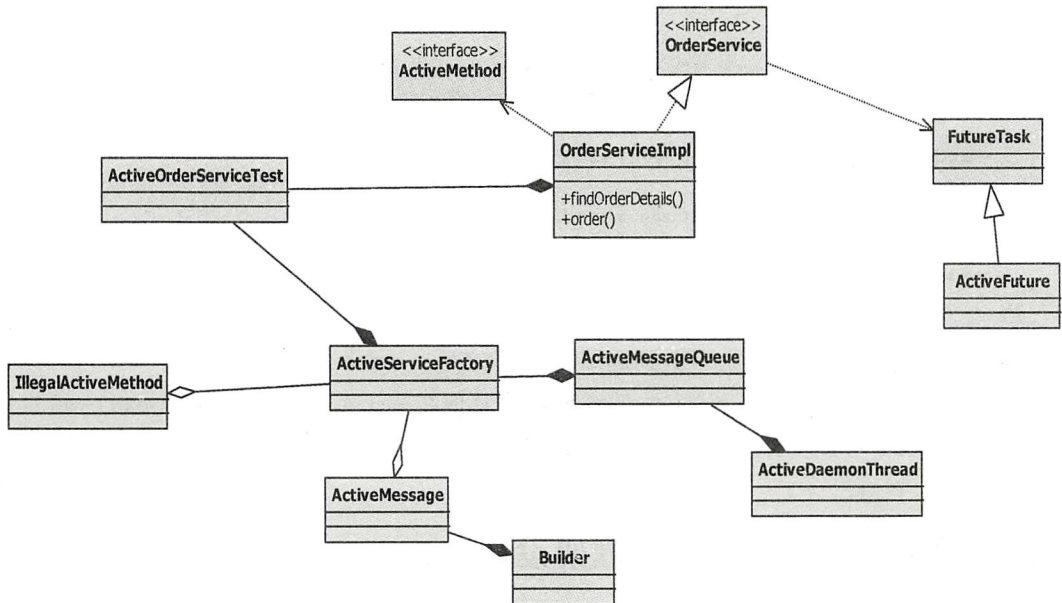 <<interface>>
OrderService
<<interface>>
ActiveMethod
FutureTask
OrderServiceImpl
+findOrderDetails()
+order()
ActiveOrderServiceTest
ActiveFuture
ActiveServiceFactory
ActiveMessageQueue
IllegalActiveMethod
ActiveDaemonThread
ActiveMessage
Builder